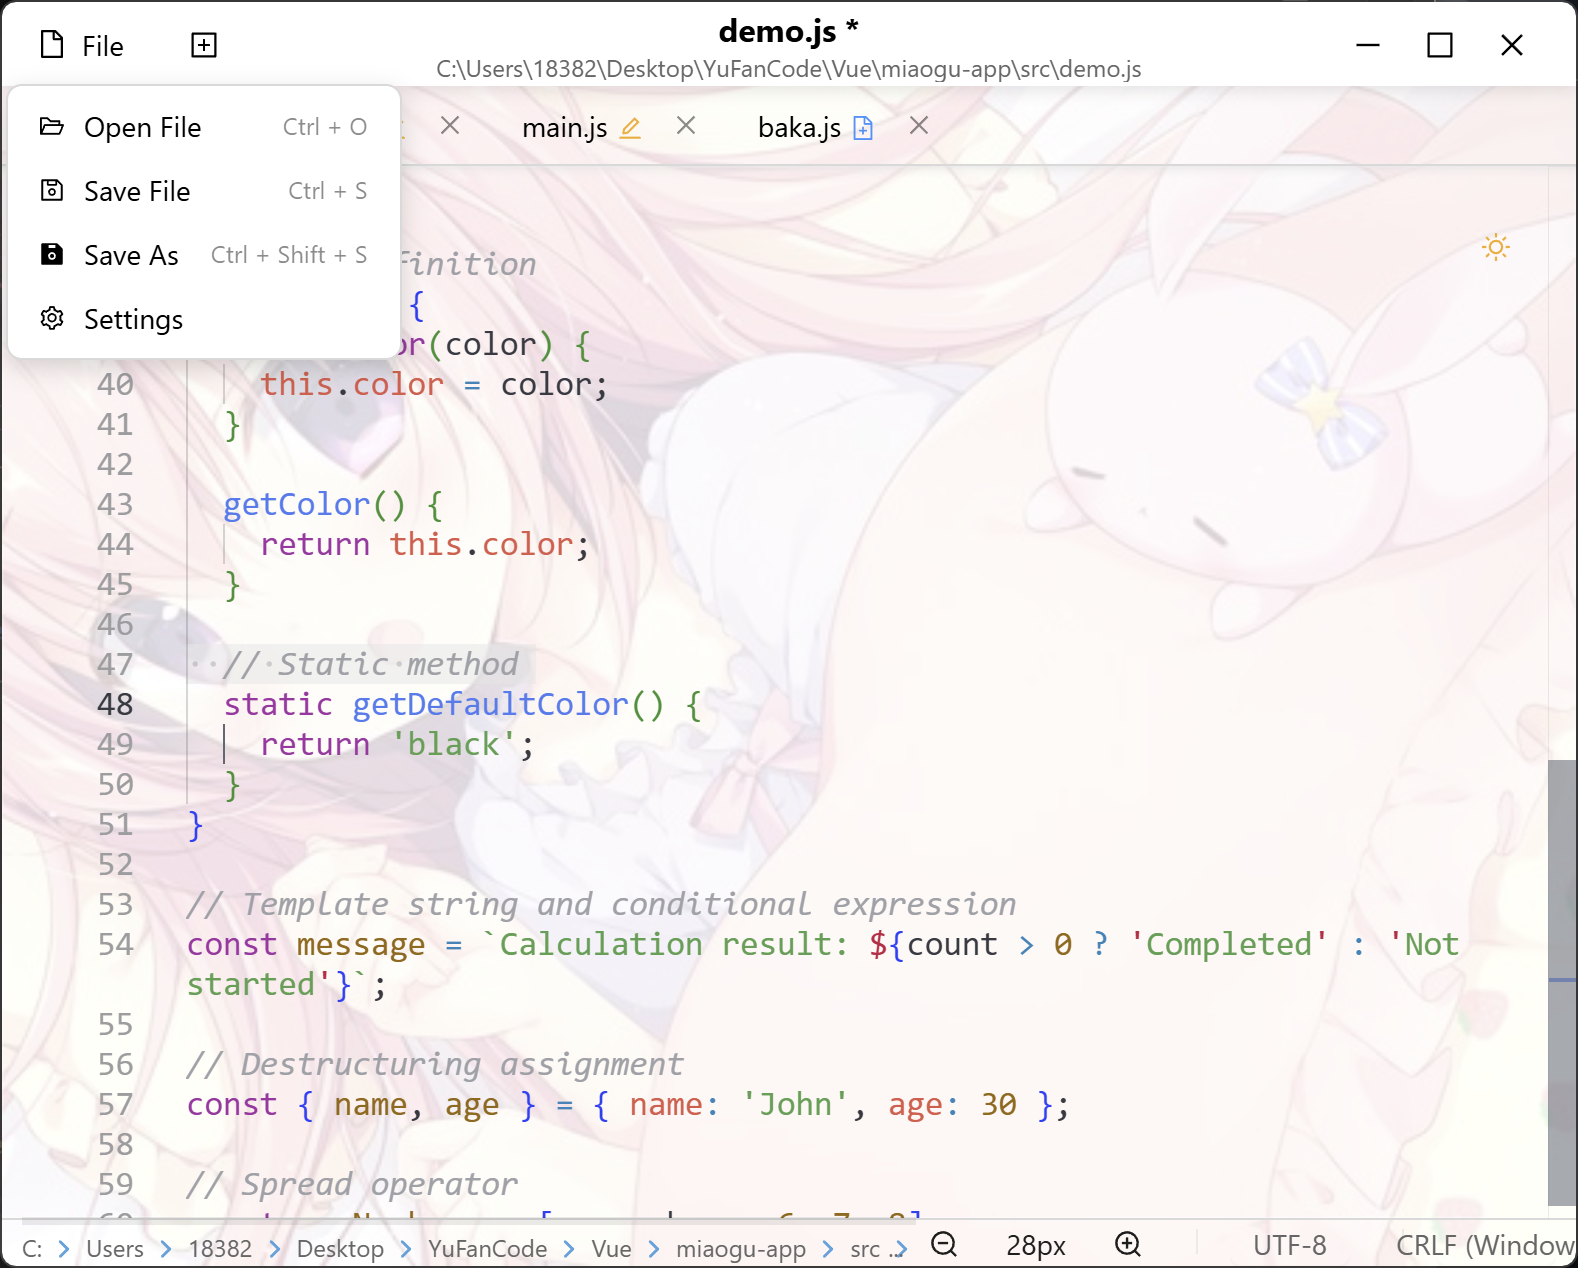 File
demo.js *
C:\Users\18382\Desktop\YuFanCode\Vue\miaogu-app\src\demo.js
Open File Ctrl + O
Save File Ctrl + S
Save As Ctrl + Shift + S
Settings
main.js
baka.js
finition
{
or(color) {
40 this.color = color;
41 }
42
43 getColor() {
44 return this.color;
45 }
46
47 // Static method
48 static getDefaultColor() {
49 return 'black';
50 }
51 }
52
53 // Template string and conditional expression
54 const message = `Calculation result: ${count > 0 ? 'Completed' : 'Not
started'}`;
55
56 // Destructuring assignment
57 const { name, age } = { name: 'John', age: 30 };
58
59 // Spread operator
C: > Users > 18382 > Desktop > YuFanCode > Vue > miaogu-app > src ... 28px UTF-8 CRLF (Window